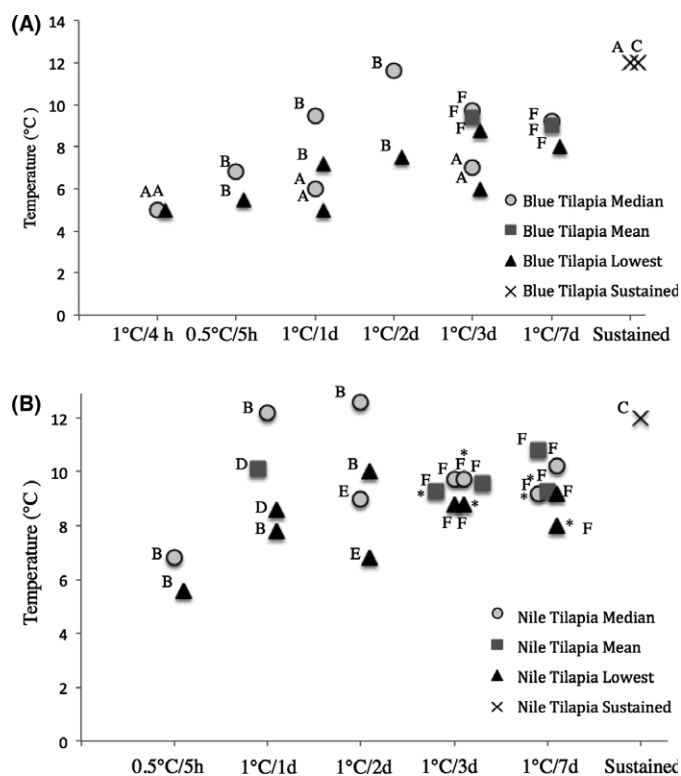 (A)
Temperature (°C)
14
12
10
8
6
4
2
0
A A
B
B
B
B
A
A
B
B
F
F
F
A
A
F
F
F
A C
Blue Tilapia Median
Blue Tilapia Mean
Blue Tilapia Lowest
Blue Tilapia Sustained
1°C/4 h 0.5°C/5h 1°C/1d 1°C/2d 1°C/3d 1°C/7d Sustained
(B)
Temperature (°C)
12
10
8
6
4
2
0
B
B
B
D
D
B
B
B
E
E
*
F F F
F *
*
F F
F
F
*
F F
* F
* F
C
Nile Tilapia Median
Nile Tilapia Mean
Nile Tilapia Lowest
Nile Tilapia Sustained
0.5°C/5h 1°C/1d 1°C/2d 1°C/3d 1°C/7d Sustained